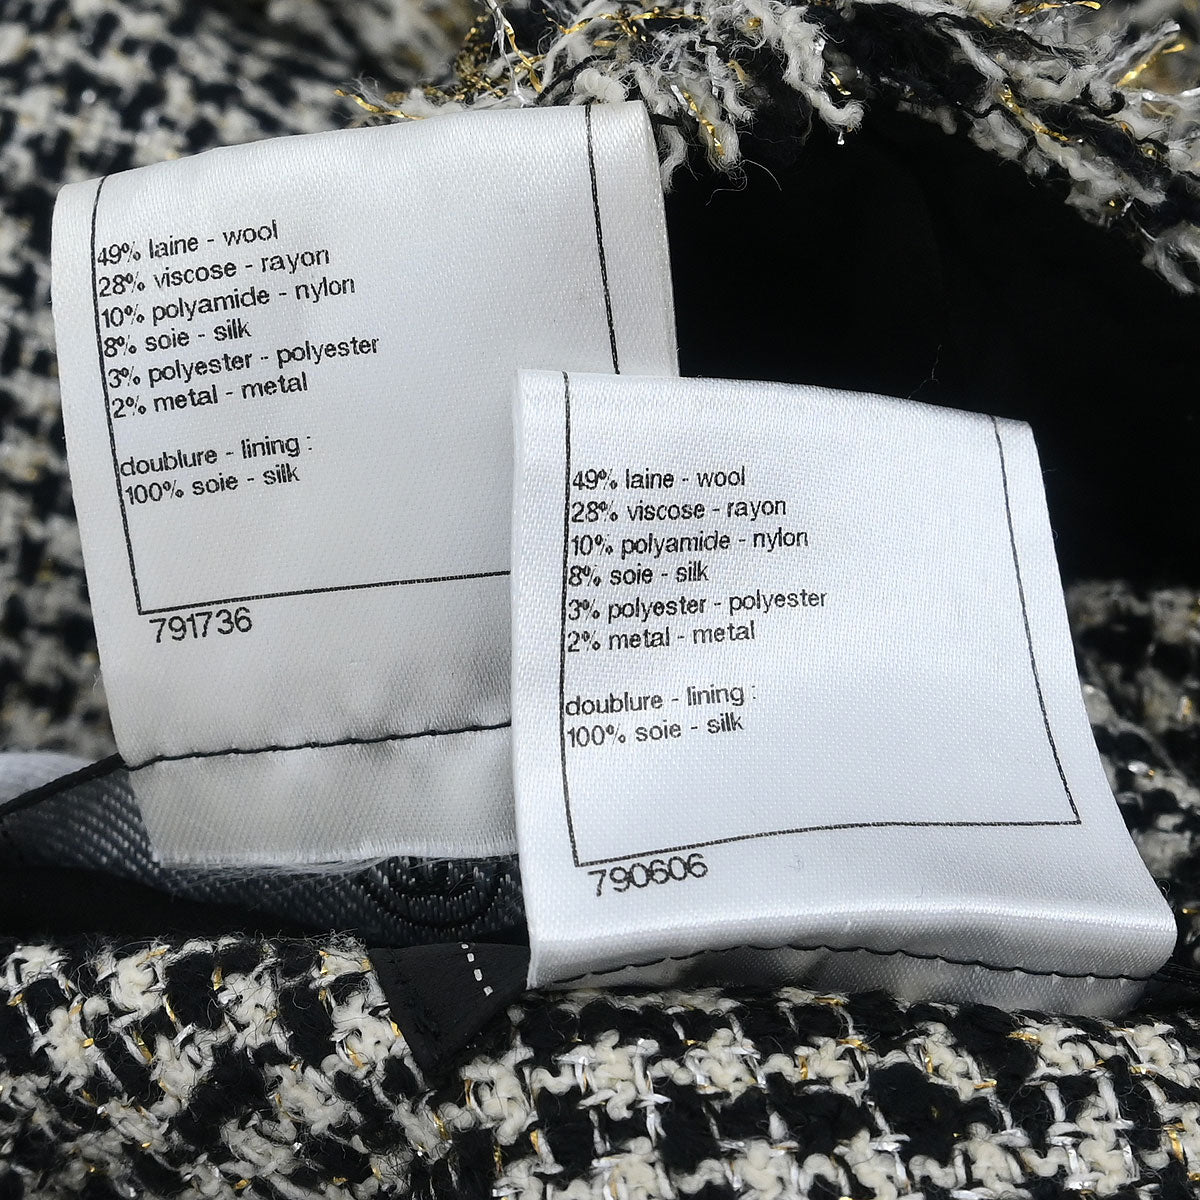 49% laine - wool
28% viscose - rayon
10% polyamide - nylon
8% soie - silk
3% polyester - polyester
2% metal - metal
doublure - lining :
100% soie - silk
791736
49% laine - wool
28% viscose - rayon
10% polyamide - nylon
8% soie - silk
3% polyester - polyester
2% metal - metal
doublure - lining :
100% soie - silk
790606